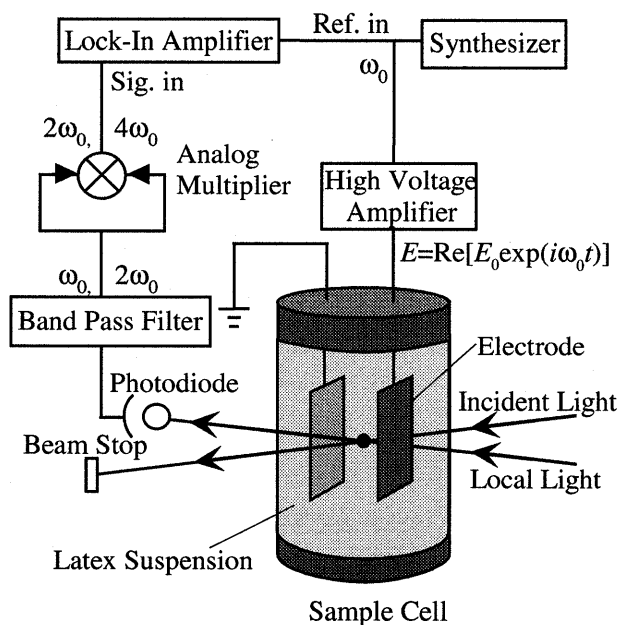 Lock-In Amplifier
Ref. in
Synthesizer
ω₀
Sig. in
2ω₀, 4ω₀
Analog
Multiplier
High Voltage
Amplifier
E=Re[E₀exp(iω₀t)]
ω₀, 2ω₀
Band Pass Filter
Electrode
Photodiode
Incident Light
Beam Stop
Local Light
Latex Suspension
Sample Cell